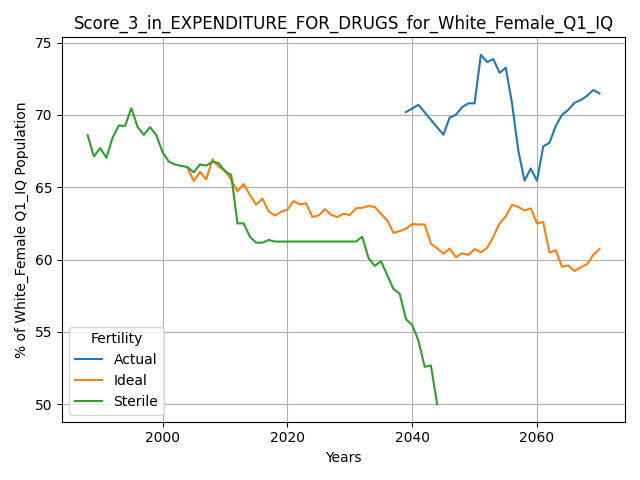 Score_3_in_EXPENDITURE_FOR_DRUGS_for_White_Female_Q1_IQ
% of White_Female Q1_IQ Population
75
70
65
60
55
50
Fertility
Actual
Ideal
Sterile
2000
2020
2040
2060
Years